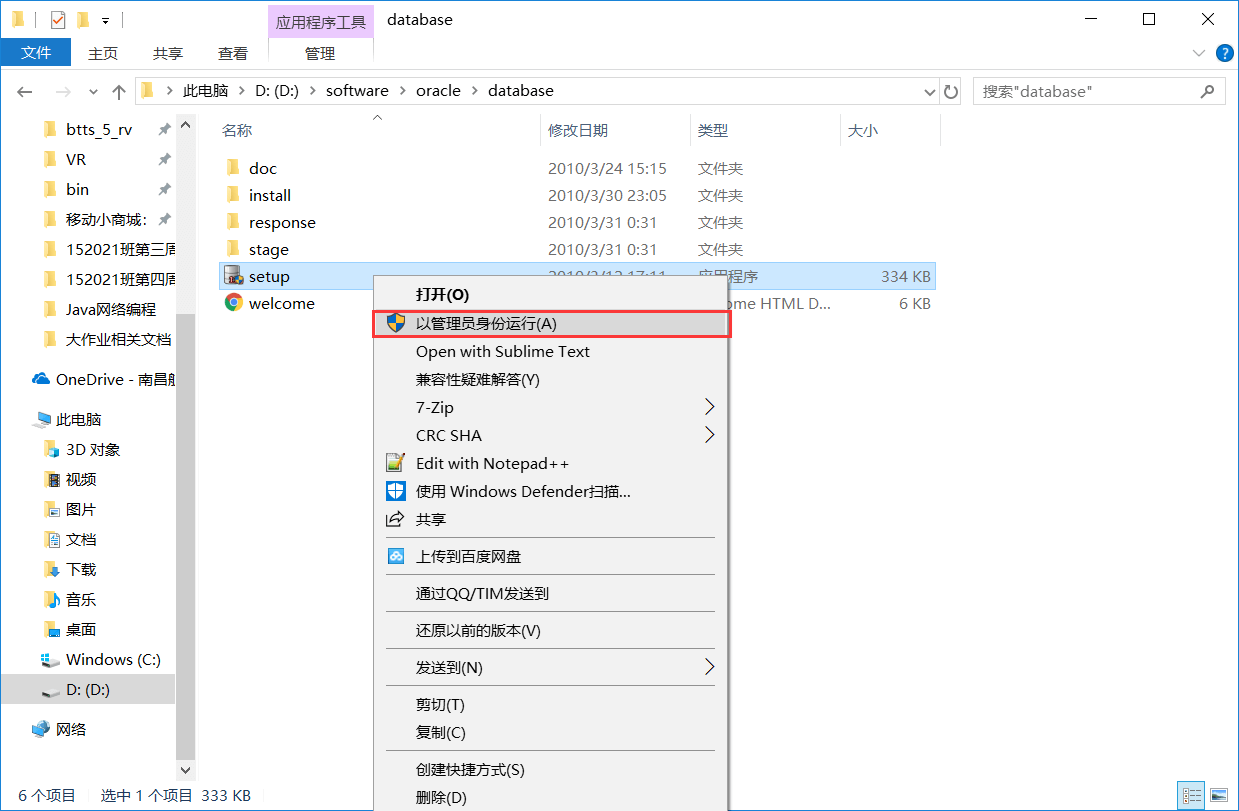 应用程序工具 database
文件 主页 共享 查看 管理
此电脑 D: (D:) software oracle database
搜索"database"
btts_5_rv
VR
bin
移动小商城:
152021班第三周
152021班第四周
Java网络编程
大作业相关文档
OneDrive - 南昌航
此电脑
3D 对象
视频
图片
文档
下载
音乐
桌面
Windows (C:)
D: (D:)
网络
名称 修改日期 类型 大小
doc 2010/3/24 15:15 文件夹
install 2010/3/30 23:05 文件夹
response 2010/3/31 0:31 文件夹
stage 2010/3/31 0:31 文件夹
setup 2010/3/12 17:11 应用程序 334 KB
welcome ome HTML D... 6 KB
打开(O)
以管理员身份运行(A)
Open with Sublime Text
兼容性疑难解答(Y)
7-Zip
CRC SHA
Edit with Notepad++
使用 Windows Defender扫描...
共享
上传到百度网盘
通过QQ/TIM发送到
还原以前的版本(V)
发送到(N)
剪切(T)
复制(C)
创建快捷方式(S)
删除(D)
6 个项目 选中 1 个项目 333 KB